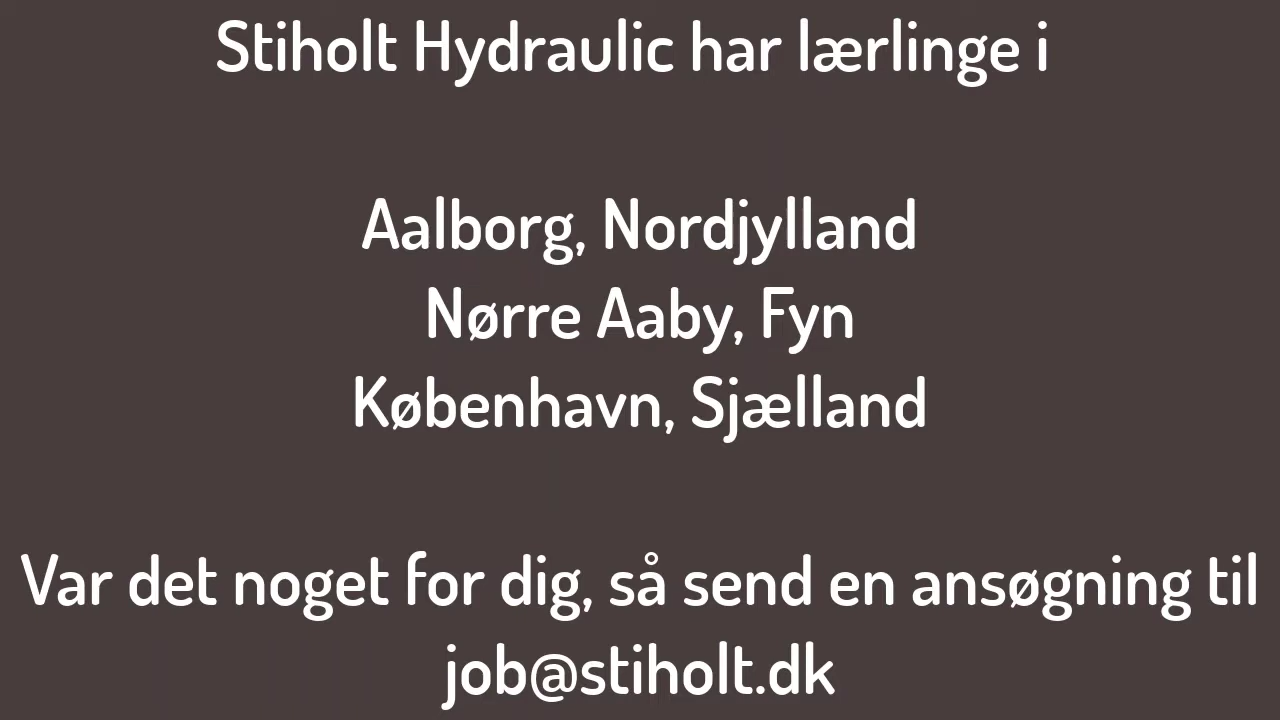 Stiholt Hydraulic har lærlinge i
Aalborg, Nordjylland
Nørre Aaby, Fyn
København, Sjælland
Var det noget for dig, så send en ansøgning til
job@stiholt.dk